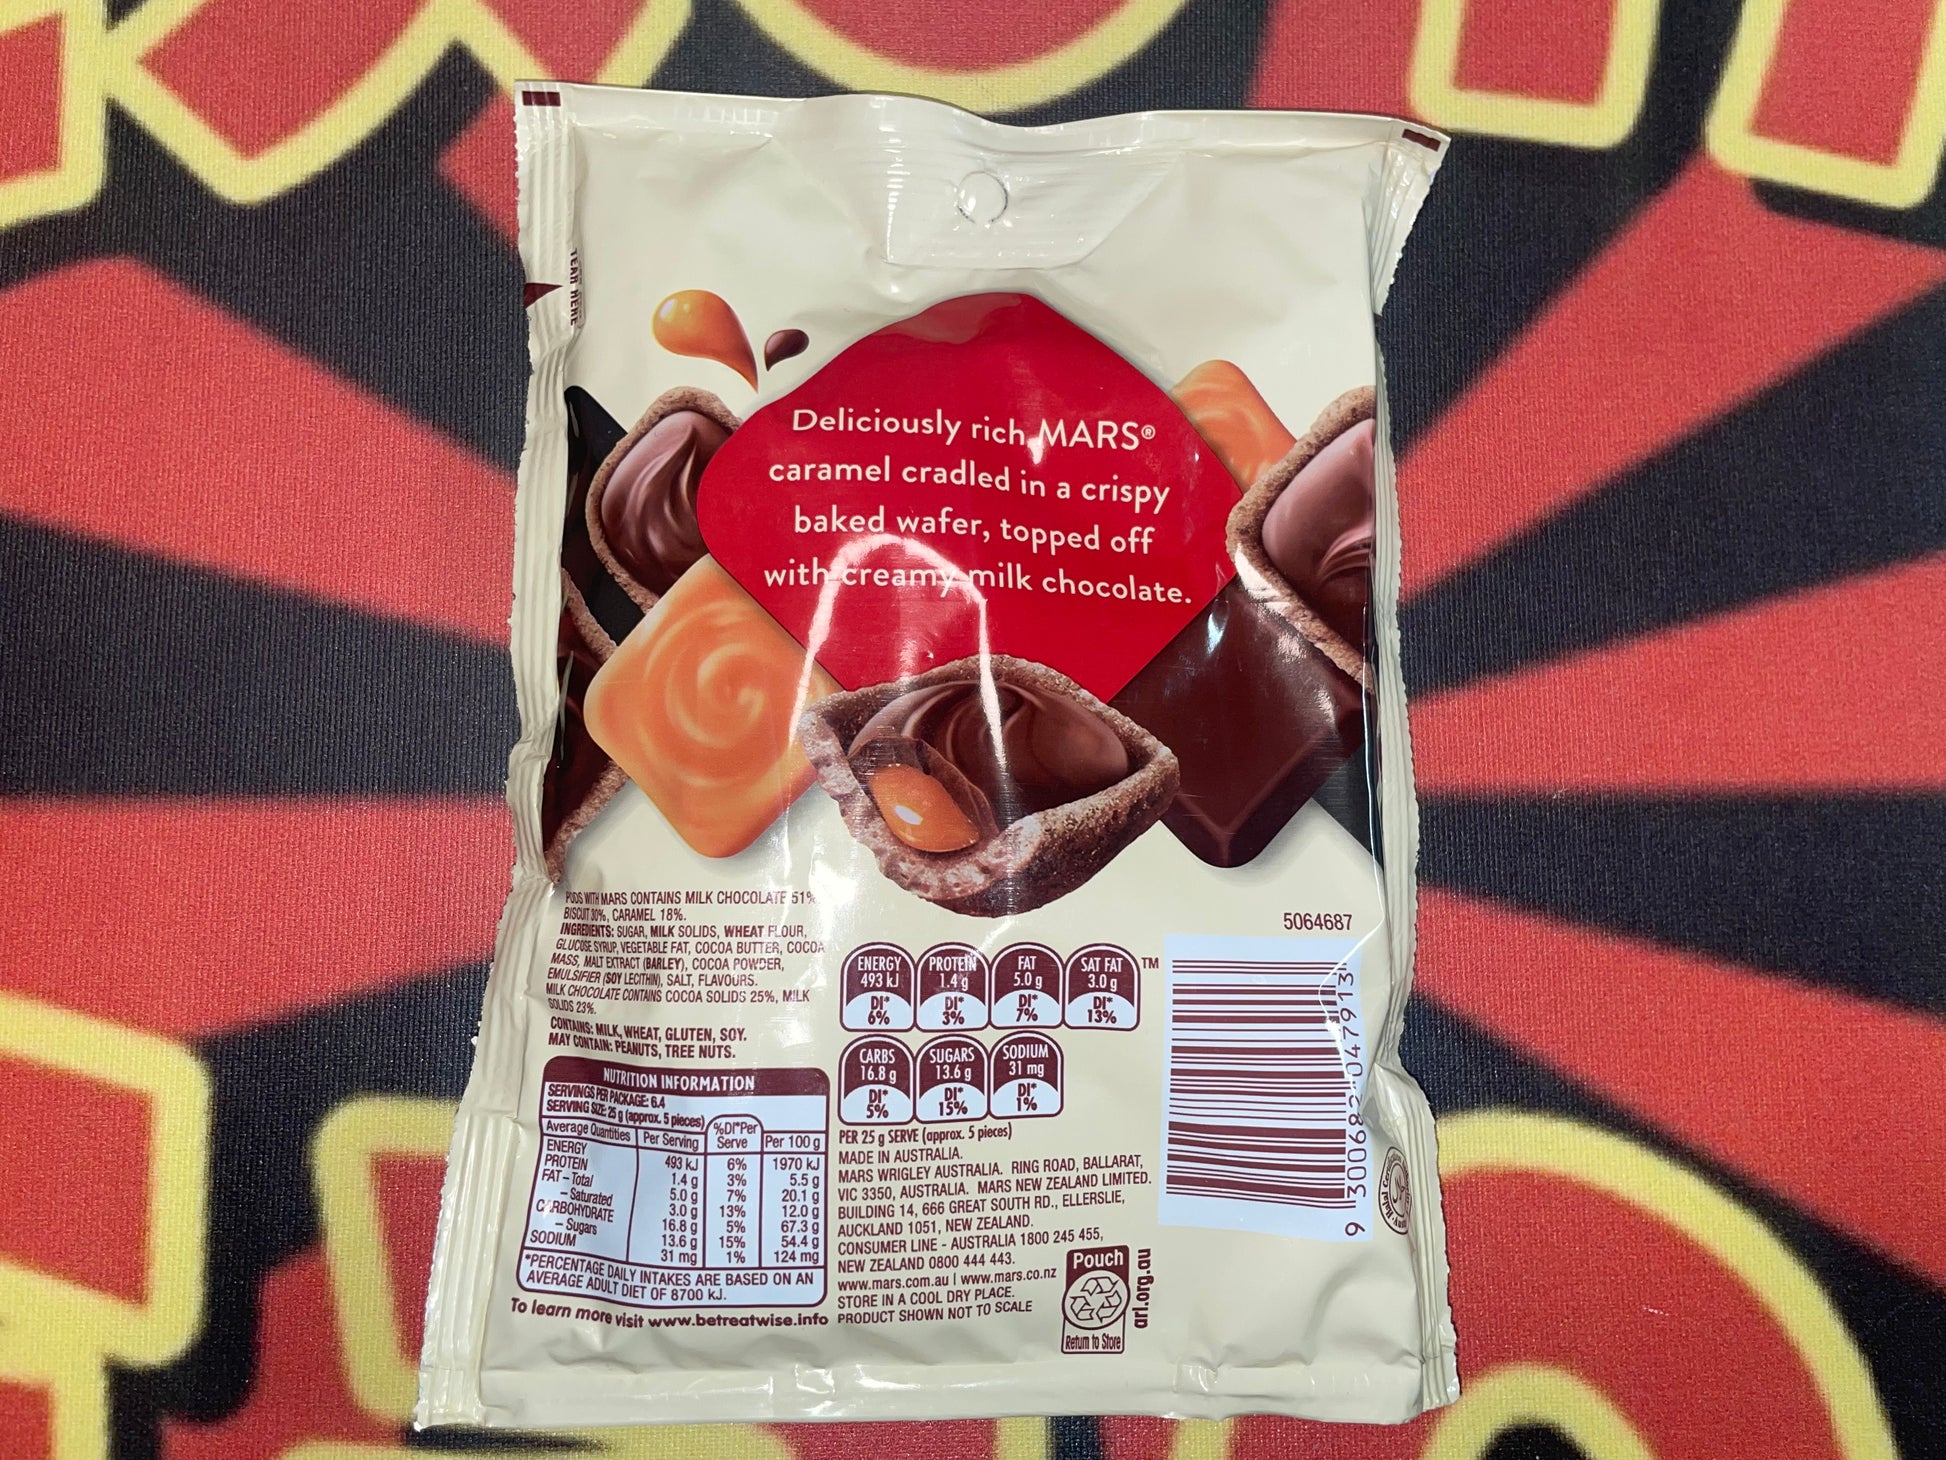 TEAR HERE
Deliciously rich MARS®
caramel cradled in a crispy
baked wafer, topped off
with creamy milk chocolate.
PODS WITH MARS CONTAINS MILK CHOCOLATE 51%
BISCUIT 30%, CARAMEL 18%.
INGREDIENTS: SUGAR, MILK SOLIDS, WHEAT FLOUR,
GLUCOSE SYRUP, VEGETABLE FAT, COCOA BUTTER, COCOA
MASS, MALT EXTRACT (BARLEY), COCOA POWDER,
EMULSIFIER (SOY LECITHIN), SALT, FLAVOURS.
MILK CHOCOLATE CONTAINS COCOA SOLIDS 25%, MILK
SOLIDS 23%.
CONTAINS: MILK, WHEAT, GLUTEN, SOY.
MAY CONTAIN: PEANUTS, TREE NUTS.
NUTRITION INFORMATION
SERVINGS PER PACKAGE: 6.4
SERVING SIZE: 25 g (approx. 5 pieces)
Average Quantities Per Serving %DI*Per Serve Per 100 g
ENERGY 493 kJ 6% 1970 kJ
PROTEIN 1.4 g 3% 5.5 g
FAT – Total 5.0 g 7% 20.1 g
– Saturated 3.0 g 13% 12.0 g
CARBOHYDRATE 16.8 g 5% 67.3 g
– Sugars 13.6 g 15% 54.4 g
SODIUM 31 mg 1% 124 mg
*PERCENTAGE DAILY INTAKES ARE BASED ON AN
AVERAGE ADULT DIET OF 8700 kJ.
To learn more visit www.betreatwise.info
ENERGY 493 kJ DI* 6%
PROTEIN 1.4 g DI* 3%
FAT 5.0 g DI* 7%
SAT FAT 3.0 g DI* 13%
TM
CARBS 16.8 g DI* 5%
SUGARS 13.6 g DI* 15%
SODIUM 31 mg DI* 1%
PER 25 g SERVE (approx. 5 pieces)
MADE IN AUSTRALIA.
MARS WRIGLEY AUSTRALIA. RING ROAD, BALLARAT,
VIC 3350, AUSTRALIA. MARS NEW ZEALAND LIMITED.
BUILDING 14, 666 GREAT SOUTH RD., ELLERSLIE,
AUCKLAND 1051, NEW ZEALAND.
CONSUMER LINE - AUSTRALIA 1800 245 455,
NEW ZEALAND 0800 444 443.
www.mars.com.au | www.mars.co.nz
STORE IN A COOL DRY PLACE.
PRODUCT SHOWN NOT TO SCALE
Pouch
Return to Store
arl.org.au
5064687
9 300682 047913